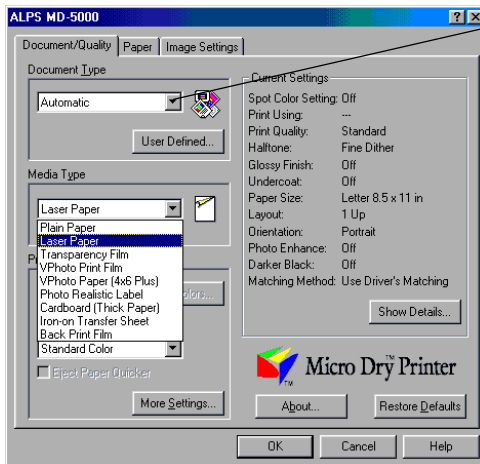 ALPS MD-5000
Document/Quality
Paper
Image Settings
Document Type
Automatic
User Defined...
Media Type
Laser Paper
Plain Paper
Laser Paper
Transparency Film
VPhoto Print Film
VPhoto Paper (4x6 Plus)
Photo Realistic Label
Cardboard (Thick Paper)
Iron-on Transfer Sheet
Back Print Film
Standard Color
Eject Paper Quicker
More Settings...
Current Settings
Spot Color Setting: Off
Print Using: ---
Print Quality: Standard
Halftone: Fine Dither
Glossy Finish: Off
Undercoat: Off
Paper Size: Letter 8.5 x 11 in
Layout: 1 Up
Orientation: Portrait
Photo Enhance: Off
Darker Black: Off
Matching Method: Use Driver's Matching
Show Details...
Micro Dry™ Printer
TM
About...
Restore Defaults
OK
Cancel
Help